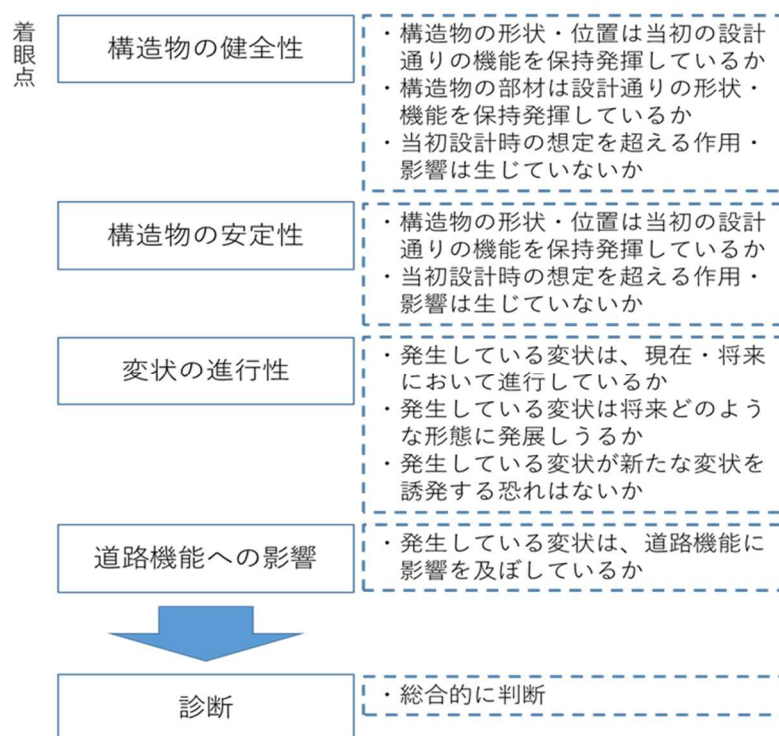 着眼点
構造物の健全性
・構造物の形状・位置は当初の設計
通りの機能を保持発揮しているか
・構造物の部材は設計通りの形状・
機能を保持発揮しているか
・当初設計時の想定を超える作用・
影響は生じていないか
構造物の安定性
・構造物の形状・位置は当初の設計
通りの機能を保持発揮しているか
・当初設計時の想定を超える作用・
影響は生じていないか
変状の進行性
・発生している変状は、現在・将来
において進行しているか
・発生している変状は将来どのよう
な形態に発展しうるか
・発生している変状が新たな変状を
誘発する恐れはないか
道路機能への影響
・発生している変状は、道路機能に
影響を及ぼしているか
診断
・総合的に判断